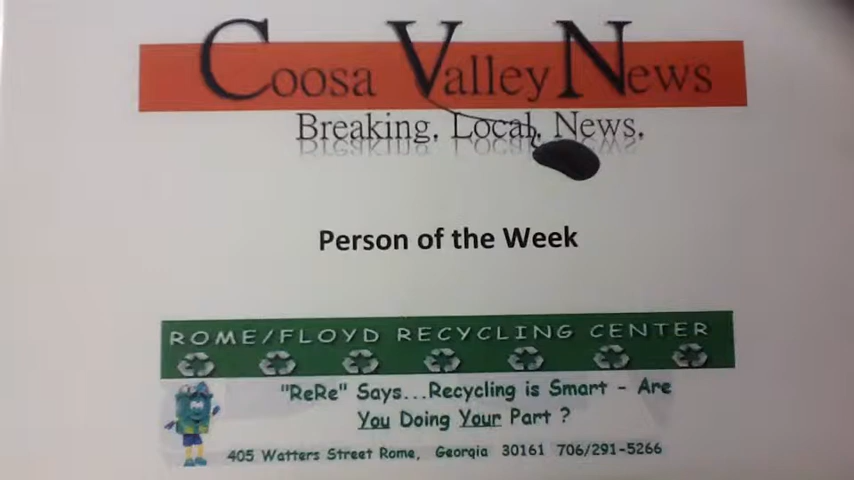 Coosa Valley News
Breaking. Local. News.
Person of the Week
ROME/FLOYD RECYCLING CENTER
"ReRe" Says...Recycling is Smart - Are
You Doing Your Part ?
405 Watters Street Rome, Georgia 30161 706/291-5266